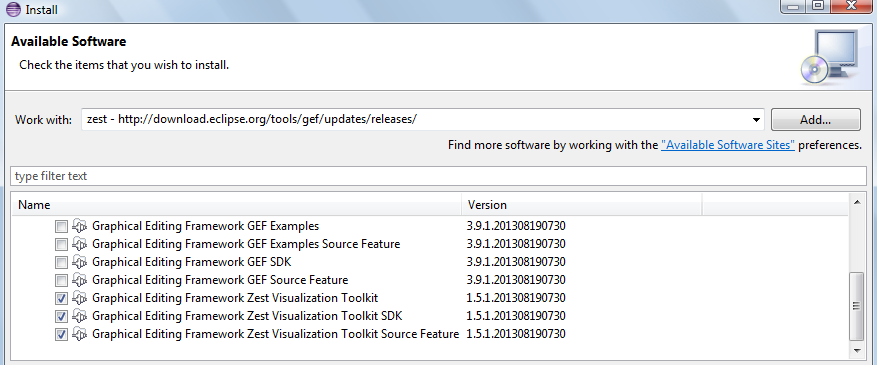 Install
Available Software
Check the items that you wish to install.
Work with: zest - http://download.eclipse.org/tools/gef/updates/releases/ Add...
Find more software by working with the "Available Software Sites" preferences.
type filter text
Name Version
Graphical Editing Framework GEF Examples 3.9.1.201308190730
Graphical Editing Framework GEF Examples Source Feature 3.9.1.201308190730
Graphical Editing Framework GEF SDK 3.9.1.201308190730
Graphical Editing Framework GEF Source Feature 3.9.1.201308190730
Graphical Editing Framework Zest Visualization Toolkit 1.5.1.201308190730
Graphical Editing Framework Zest Visualization Toolkit SDK 1.5.1.201308190730
Graphical Editing Framework Zest Visualization Toolkit Source Feature 1.5.1.201308190730